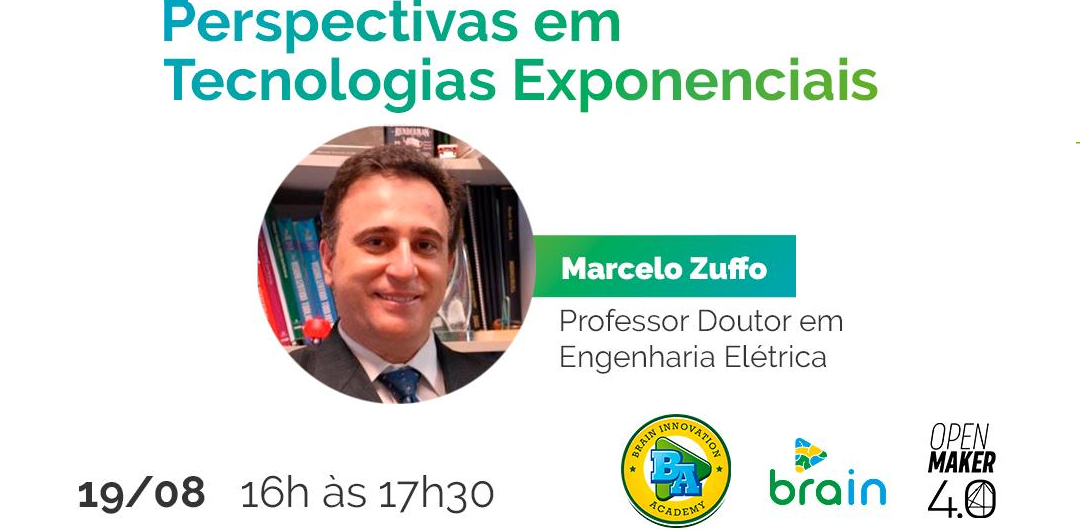 Perspectivas em
Tecnologias Exponenciais
Marcelo Zuffo
Professor Doutor em
Engenharia Elétrica
19/08 16h às 17h30
BRAIN INNOVATION
BA
ACADEMY
brain
OPEN
MAKER
4.0